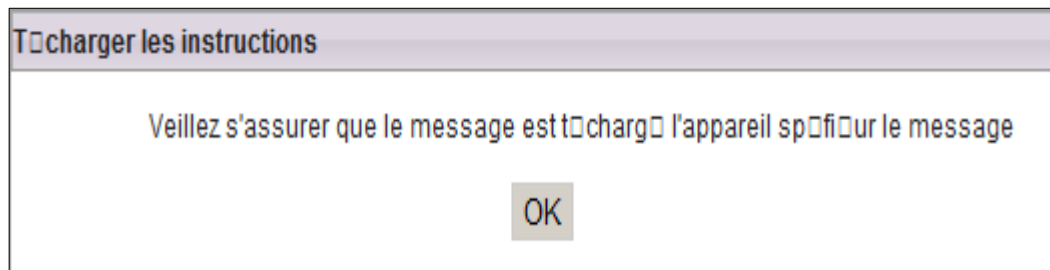 T□charger les instructions
Veillez s'assurer que le message est t□charg□ l'appareil sp□fi□ur le message
OK